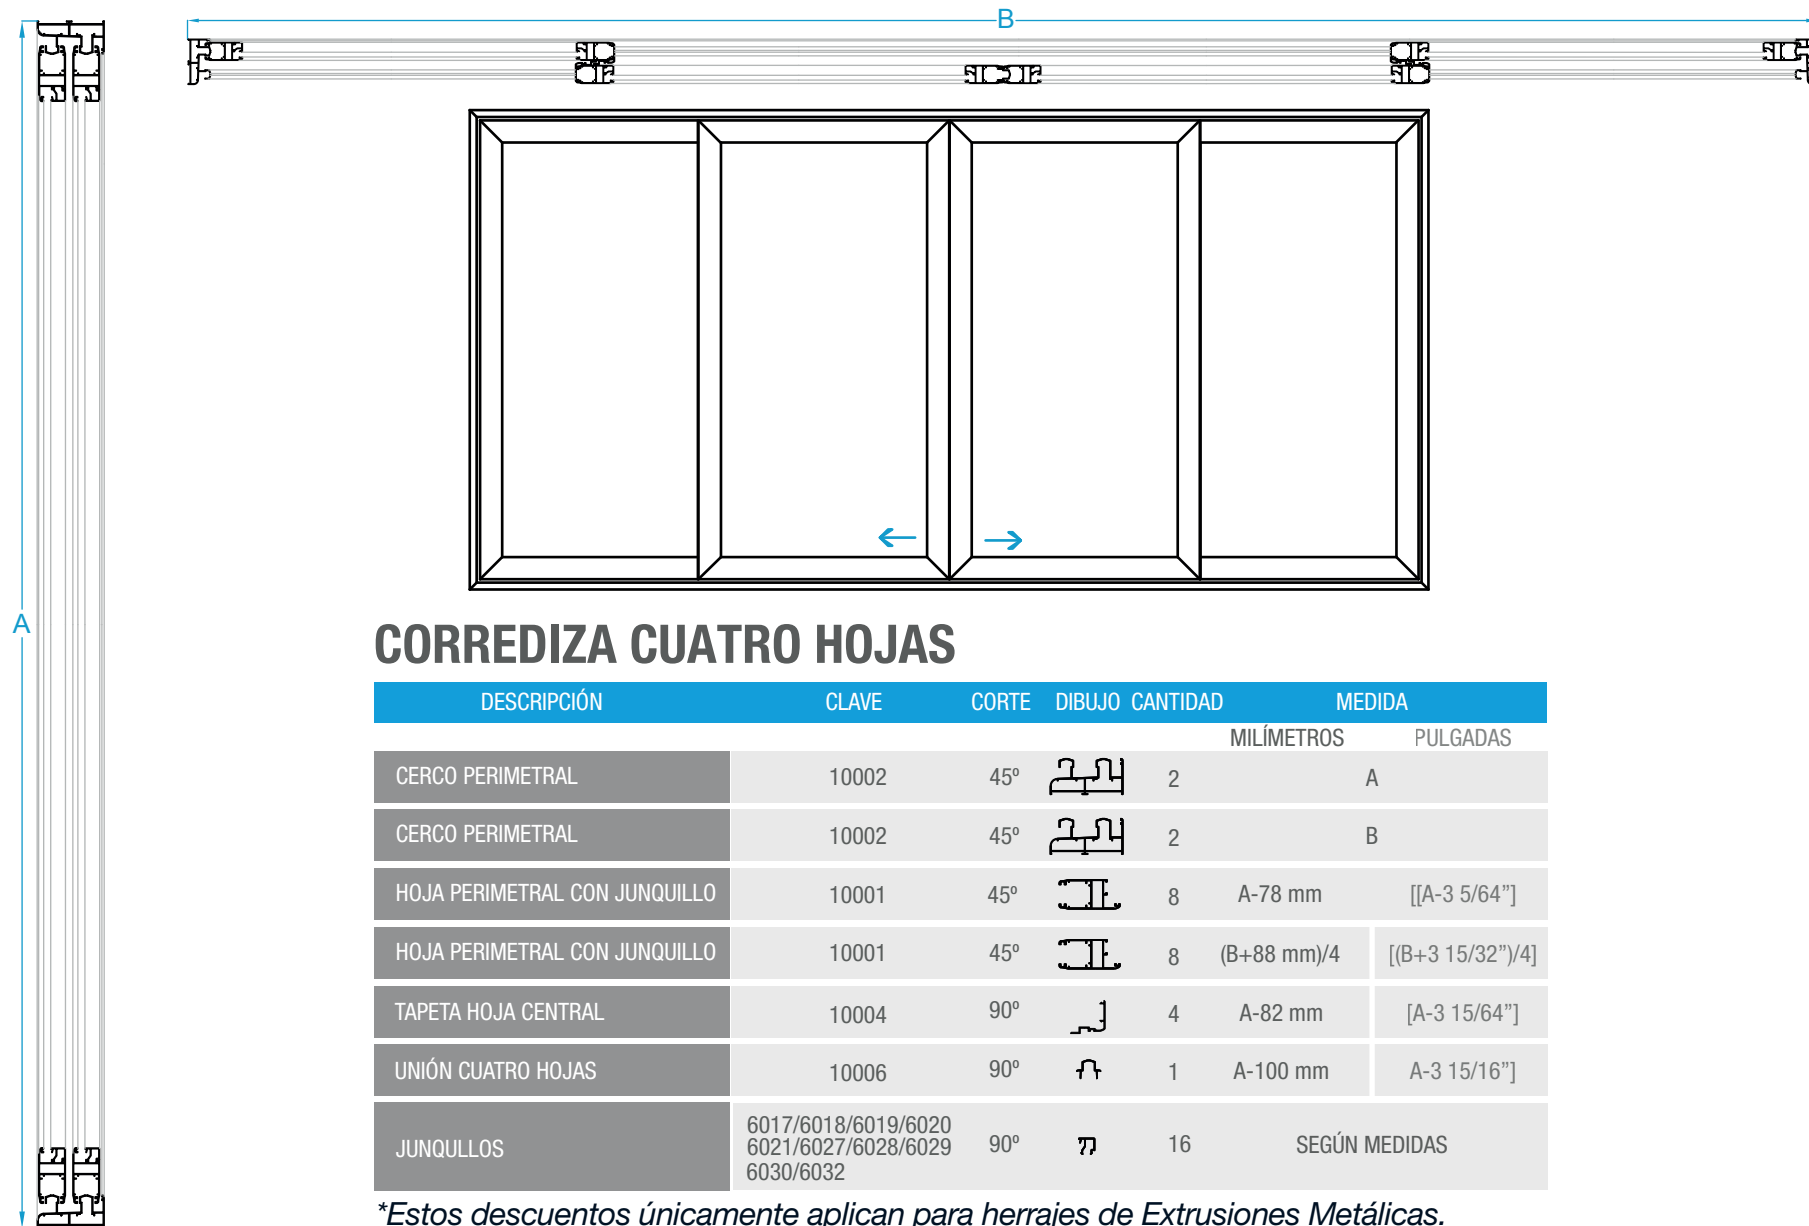 B
A
CORREDIZA CUATRO HOJAS
DESCRIPCIÓN CLAVE CORTE DIBUJO CANTIDAD MEDIDA
MILÍMETROS PULGADAS
CERCO PERIMETRAL 10002 45º 2 A
CERCO PERIMETRAL 10002 45º 2 B
HOJA PERIMETRAL CON JUNQUILLO 10001 45º 8 A-78 mm [[A-3 5/64”]
HOJA PERIMETRAL CON JUNQUILLO 10001 45º 8 (B+88 mm)/4 [(B+3 15/32”)/4]
TAPETA HOJA CENTRAL 10004 90º 4 A-82 mm [A-3 15/64”]
UNIÓN CUATRO HOJAS 10006 90º 1 A-100 mm A-3 15/16”]
JUNQULLOS 6017/6018/6019/6020
6021/6027/6028/6029 90º 16 SEGÚN MEDIDAS
6030/6032
*Estos descuentos únicamente aplican para herrajes de Extrusiones Metálicas.